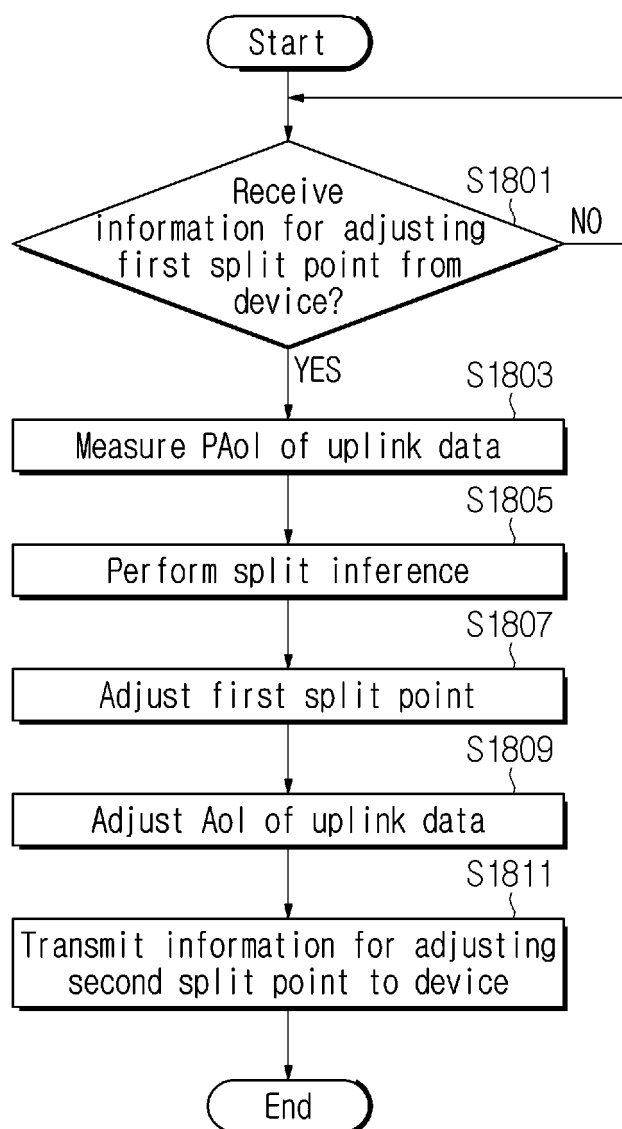 Start
S1801
Receive
information for adjusting
first split point from
device?
NO
YES
S1803
Measure PAoI of uplink data
S1805
Perform split inference
S1807
Adjust first split point
S1809
Adjust AoI of uplink data
S1811
Transmit information for adjusting
second split point to device
End